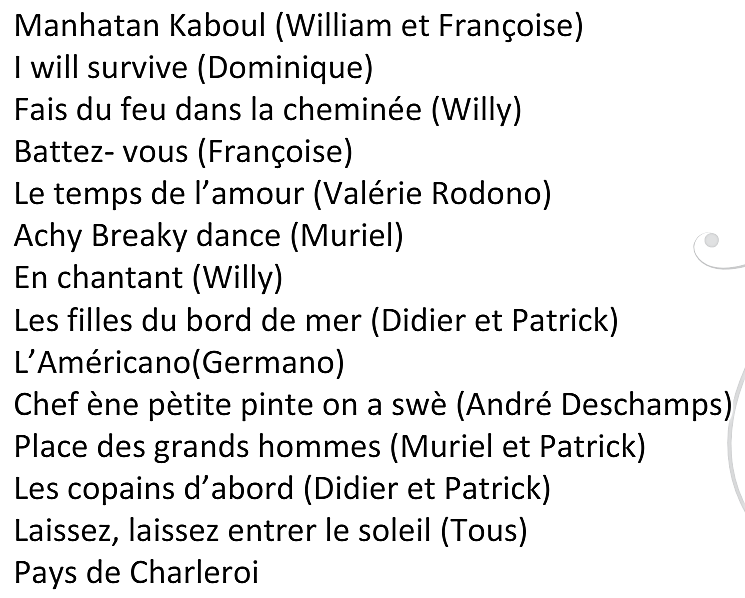 Manhatan Kaboul (William et Françoise)
I will survive (Dominique)
Fais du feu dans la cheminée (Willy)
Battez- vous (Françoise)
Le temps de l’amour (Valérie Rodono)
Achy Breaky dance (Muriel)
En chantant (Willy)
Les filles du bord de mer (Didier et Patrick)
L’Américano(Germano)
Chef ène pètite pinte on a swè (André Deschamps)
Place des grands hommes (Muriel et Patrick)
Les copains d’abord (Didier et Patrick)
Laissez, laissez entrer le soleil (Tous)
Pays de Charleroi